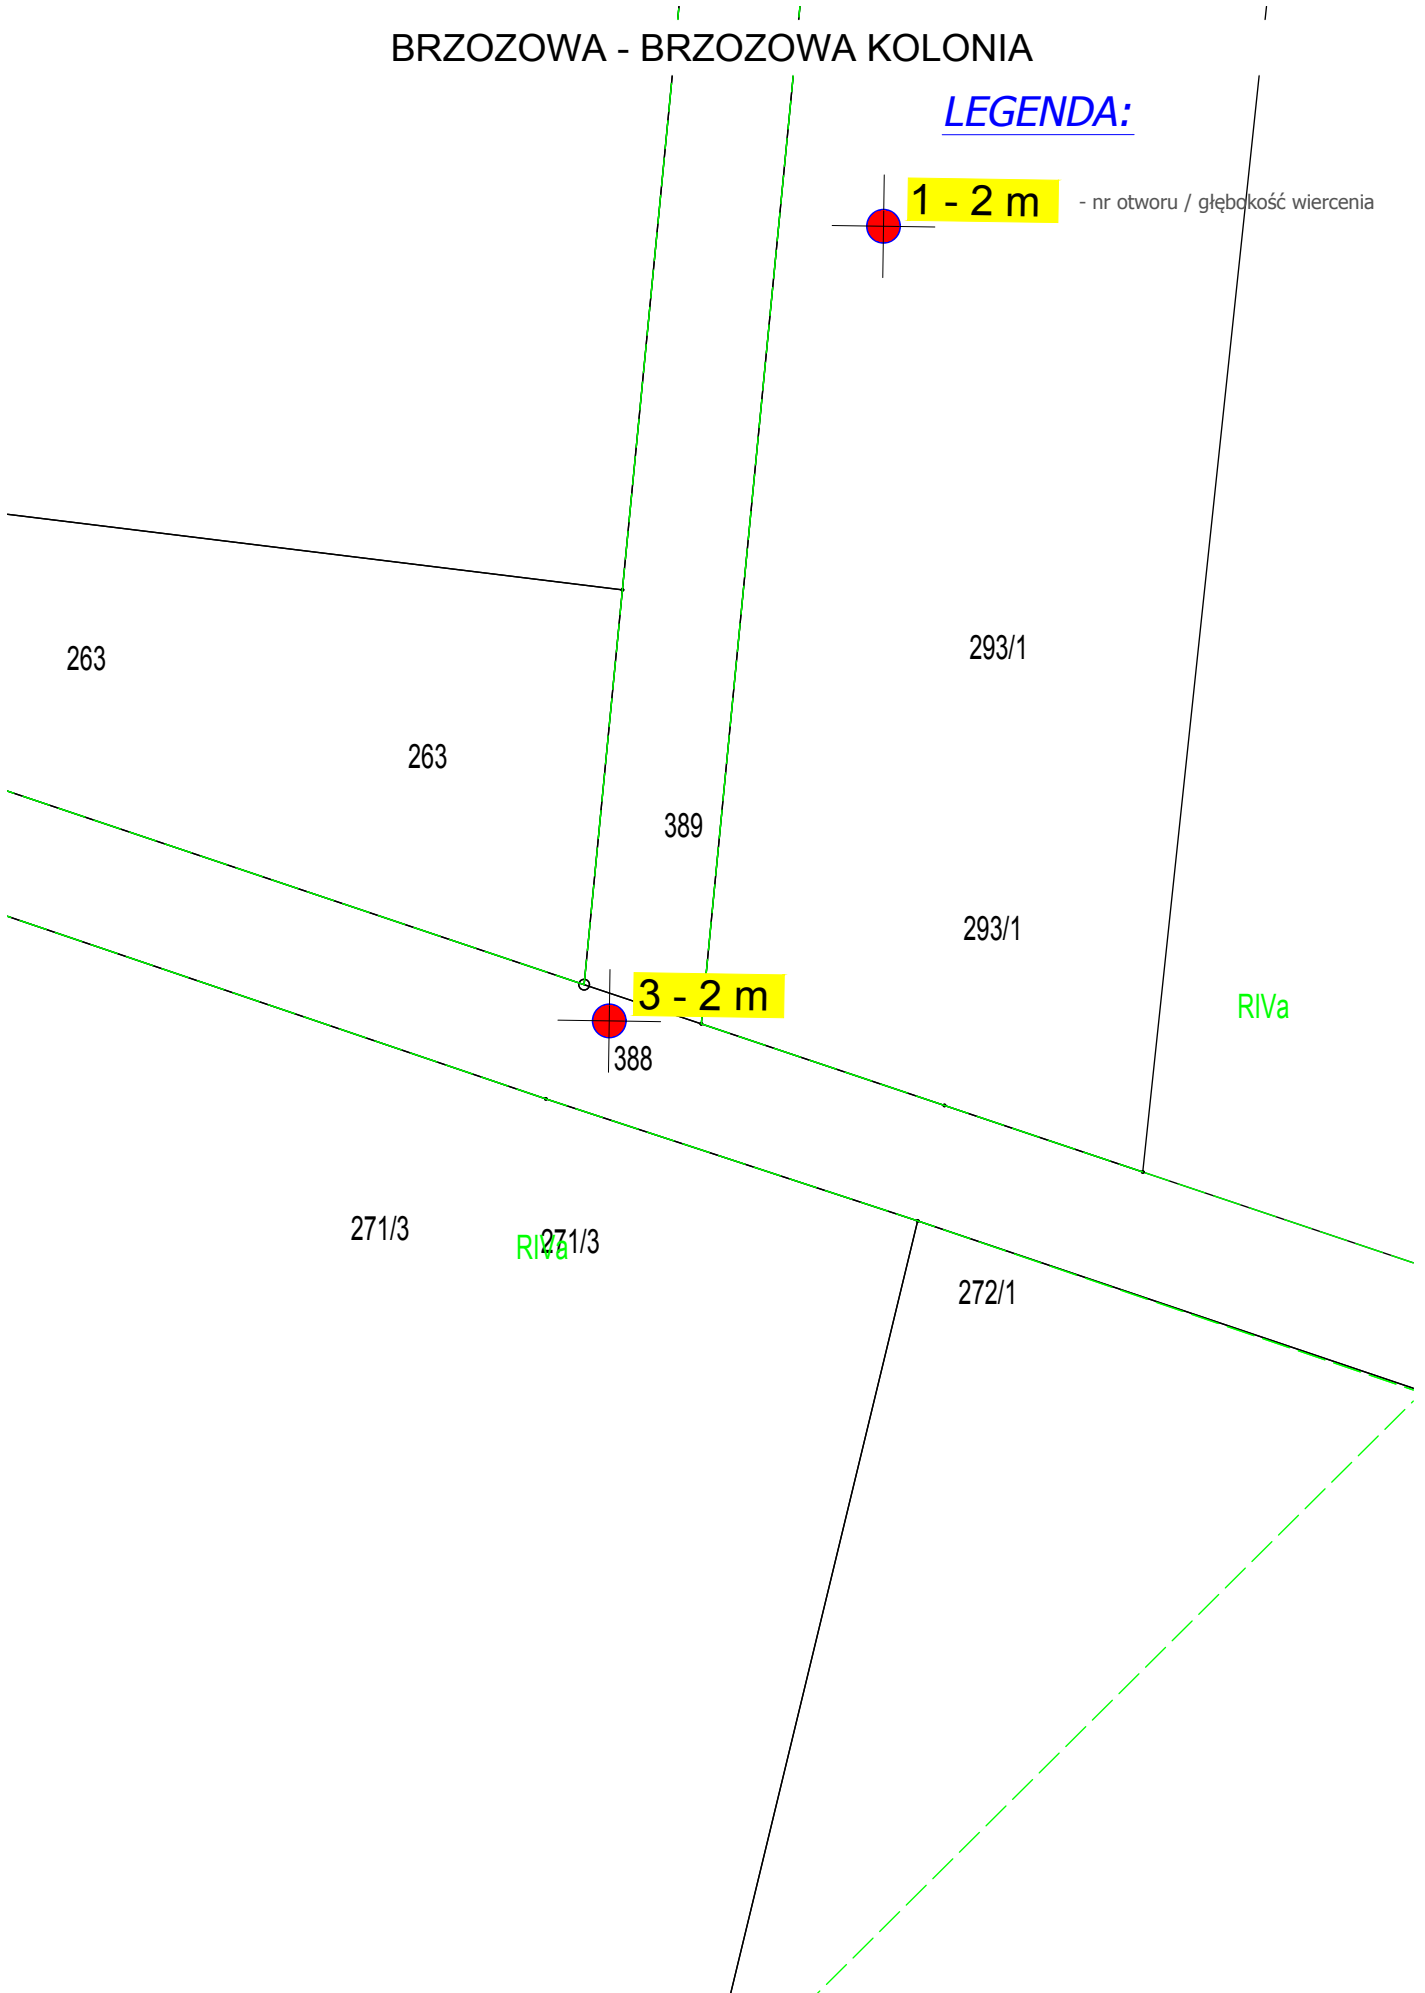 BRZOZOWA - BRZOZOWA KOLONIA
LEGENDA:
1 - 2 m - nr otworu / głębokość wiercenia
293/1
263
263
389
293/1
3 - 2 m
RIVa
388
271/3
RIVa
271/3
272/1